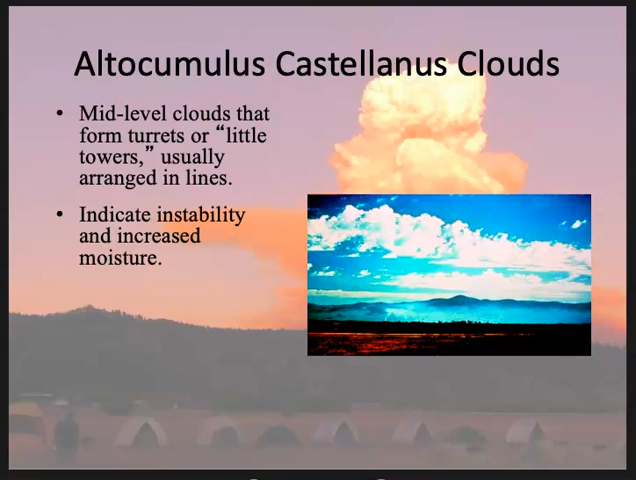 Altocumulus Castellanus Clouds
• Mid-level clouds that
form turrets or “little
towers,” usually
arranged in lines.
• Indicate instability
and increased
moisture.